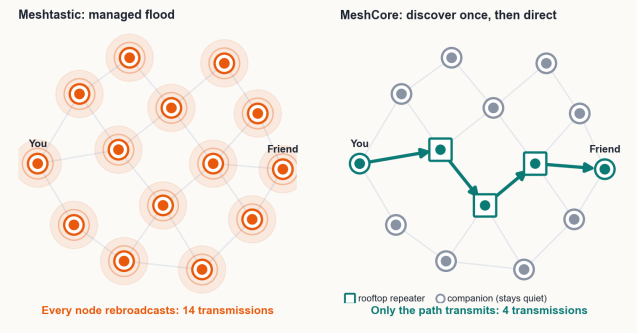 Meshtastic: managed flood
MeshCore: discover once, then direct
You
Friend
You
Friend
rooftop repeater
companion (stays quiet)
Every node rebroadcasts: 14 transmissions
Only the path transmits: 4 transmissions